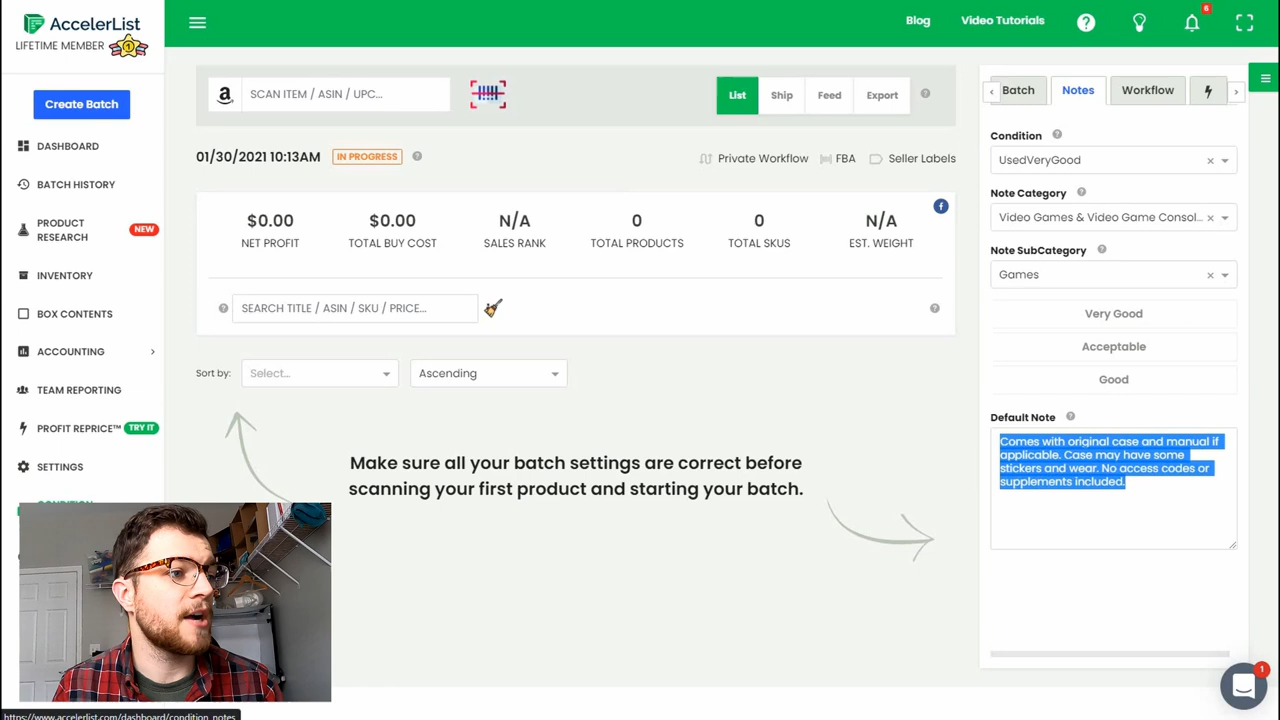 AccelerList
LIFETIME MEMBER
Create Batch
DASHBOARD
BATCH HISTORY
PRODUCT
RESEARCH
NEW
INVENTORY
BOX CONTENTS
ACCOUNTING
TEAM REPORTING
PROFIT REPRICE™ TRY IT
SETTINGS
CONDITION
Blog
Video Tutorials
6
SCAN ITEM / ASIN / UPC...
List
Ship
Feed
Export
01/30/2021 10:13AM
IN PROGRESS
Private Workflow
FBA
Seller Labels
$0.00
NET PROFIT
$0.00
TOTAL BUY COST
N/A
SALES RANK
0
TOTAL PRODUCTS
0
TOTAL SKUS
N/A
EST. WEIGHT
SEARCH TITLE / ASIN / SKU / PRICE...
Sort by:
Select...
Ascending
Make sure all your batch settings are correct before
scanning your first product and starting your batch.
Batch
Notes
Workflow
Condition
UsedVeryGood
Note Category
Video Games & Video Game Consol...
Note SubCategory
Games
Very Good
Acceptable
Good
Default Note
Comes with original case and manual if
applicable. Case may have some
stickers and wear. No access codes or
supplements included.
1
https://www.accelerlist.com/dashboard/condition_notes